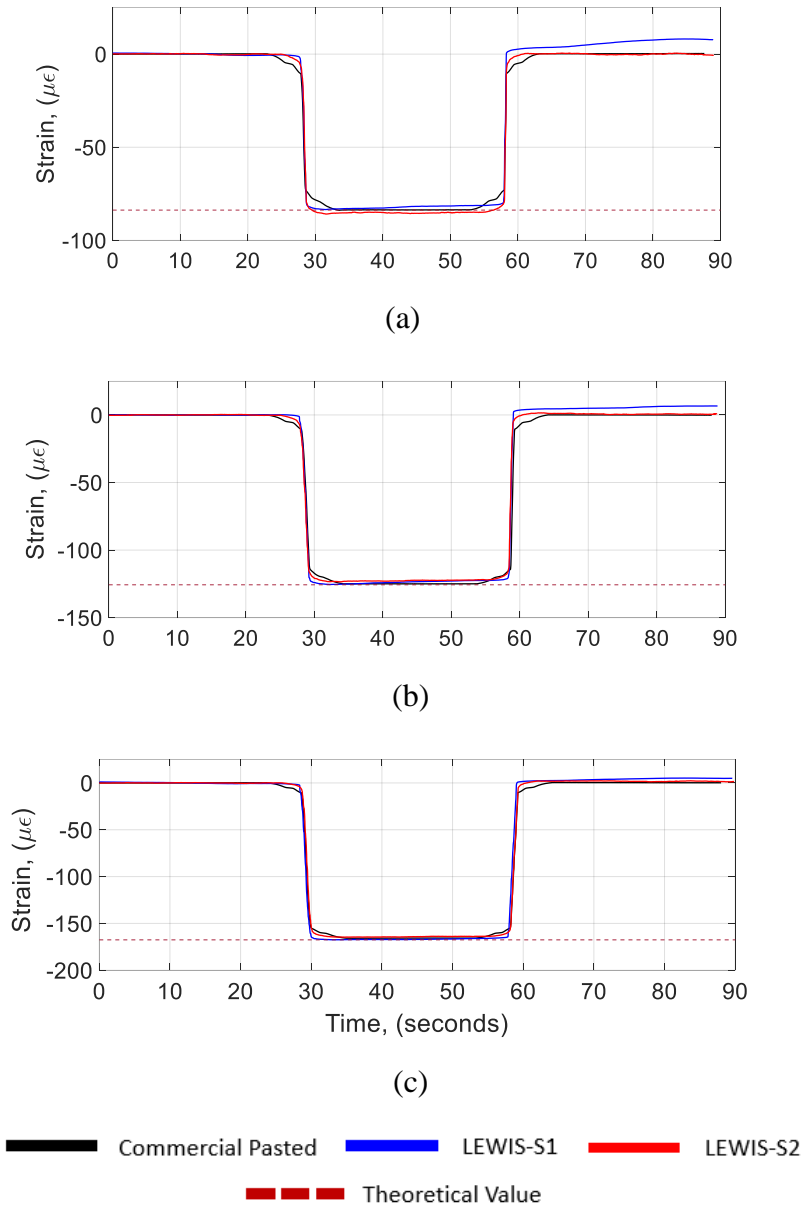 0
-50
-100
Strain, (με)
0 10 20 30 40 50 60 70 80 90
(a)
0
-50
-100
-150
Strain, (με)
0 10 20 30 40 50 60 70 80 90
(b)
0
-50
-100
-150
-200
Strain, (με)
0 10 20 30 40 50 60 70 80 90
Time, (seconds)
(c)
Commercial Pasted LEWIS-S1 LEWIS-S2
Theoretical Value